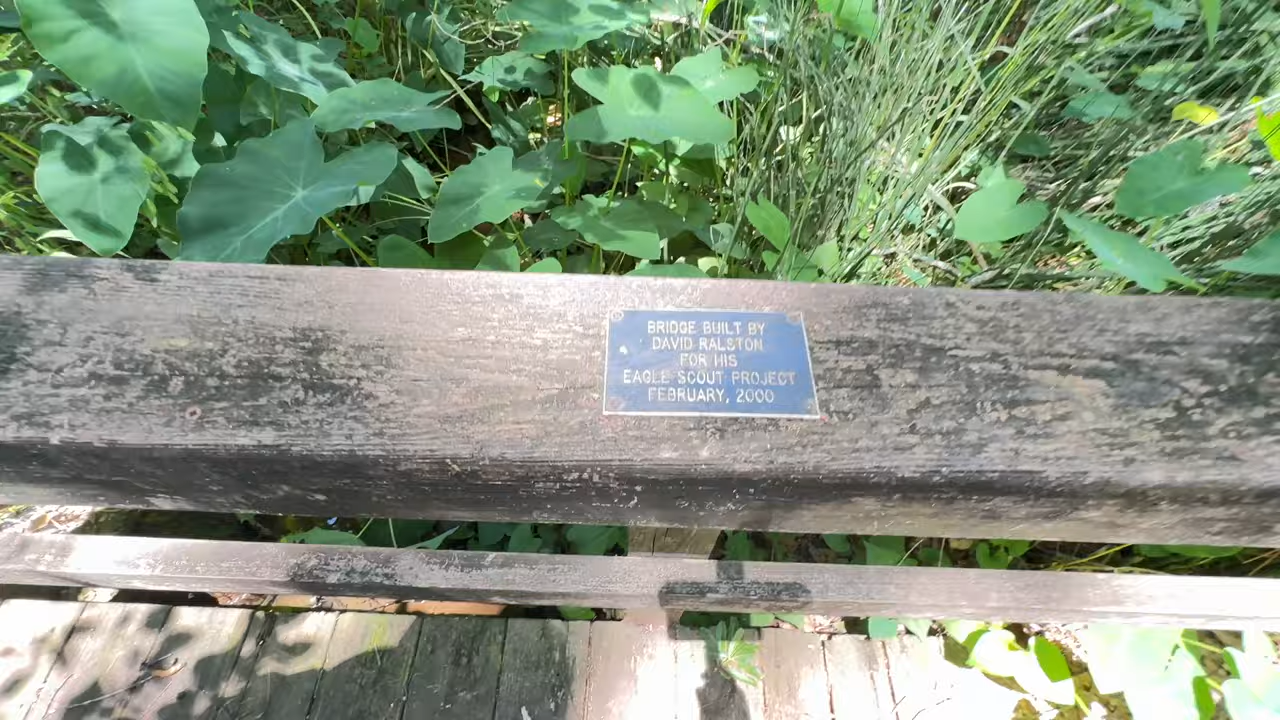 BRIDGE BUILT BY
DAVID RALSTON
FOR HIS
EAGLE SCOUT PROJECT
FEBRUARY, 2000